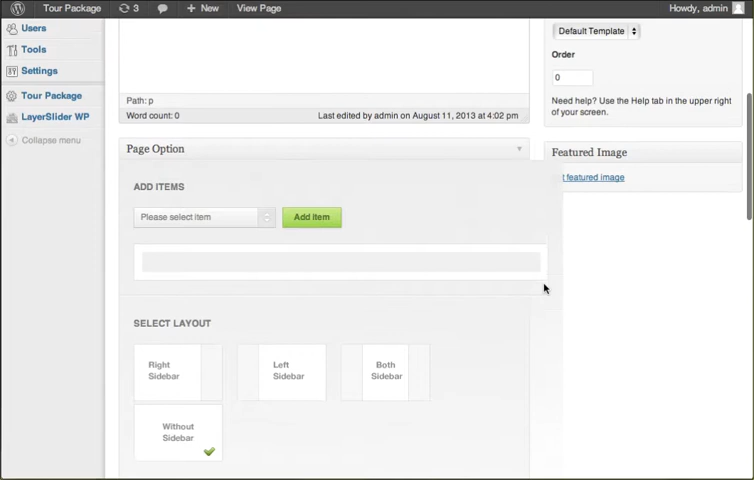 Tour Package 3 + New View Page Howdy, admin
Users
Tools
Settings
Tour Package
LayerSlider WP
Collapse menu
Path: p
Word count: 0 Last edited by admin on August 11, 2013 at 4:02 pm
Page Option
ADD ITEMS
Please select item Add Item
SELECT LAYOUT
Right
Sidebar
Left
Sidebar
Both
Sidebar
Without
Sidebar
Default Template
Order
0
Need help? Use the Help tab in the upper right
of your screen.
Featured Image
t featured image